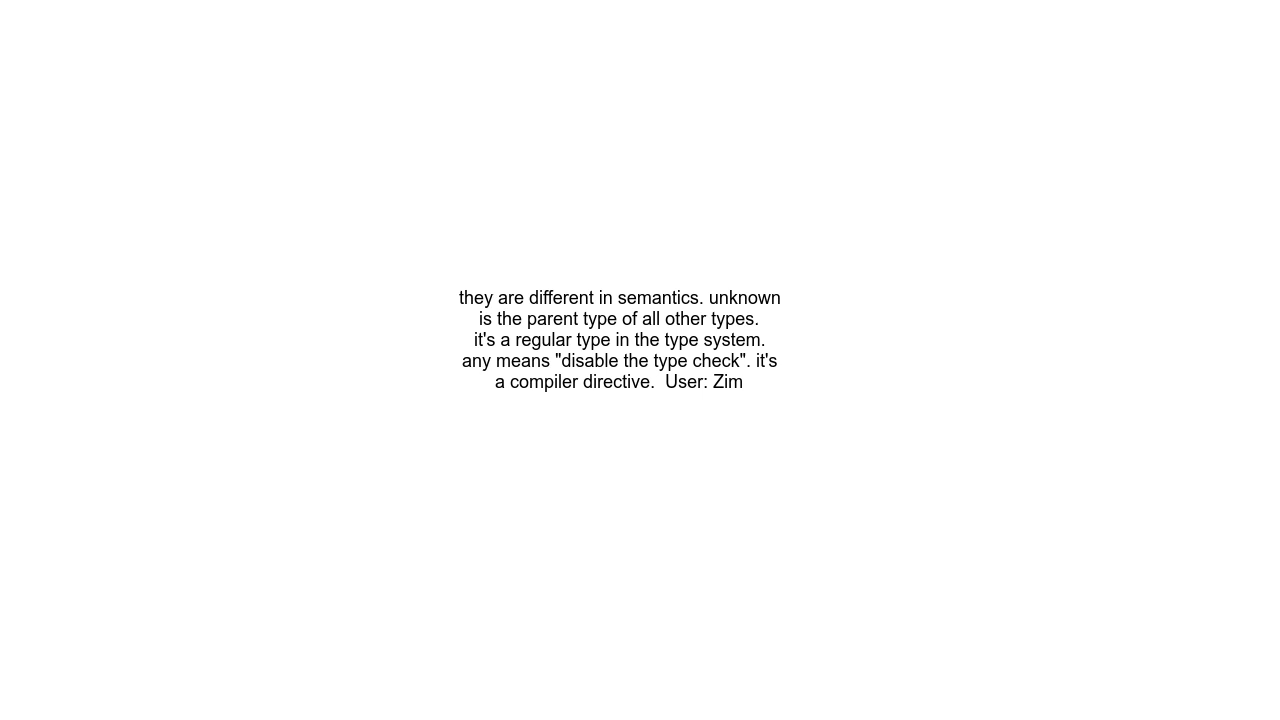 they are different in semantics. unknown
is the parent type of all other types.
it's a regular type in the type system.
any means "disable the type check". it's
a compiler directive.  User: Zim